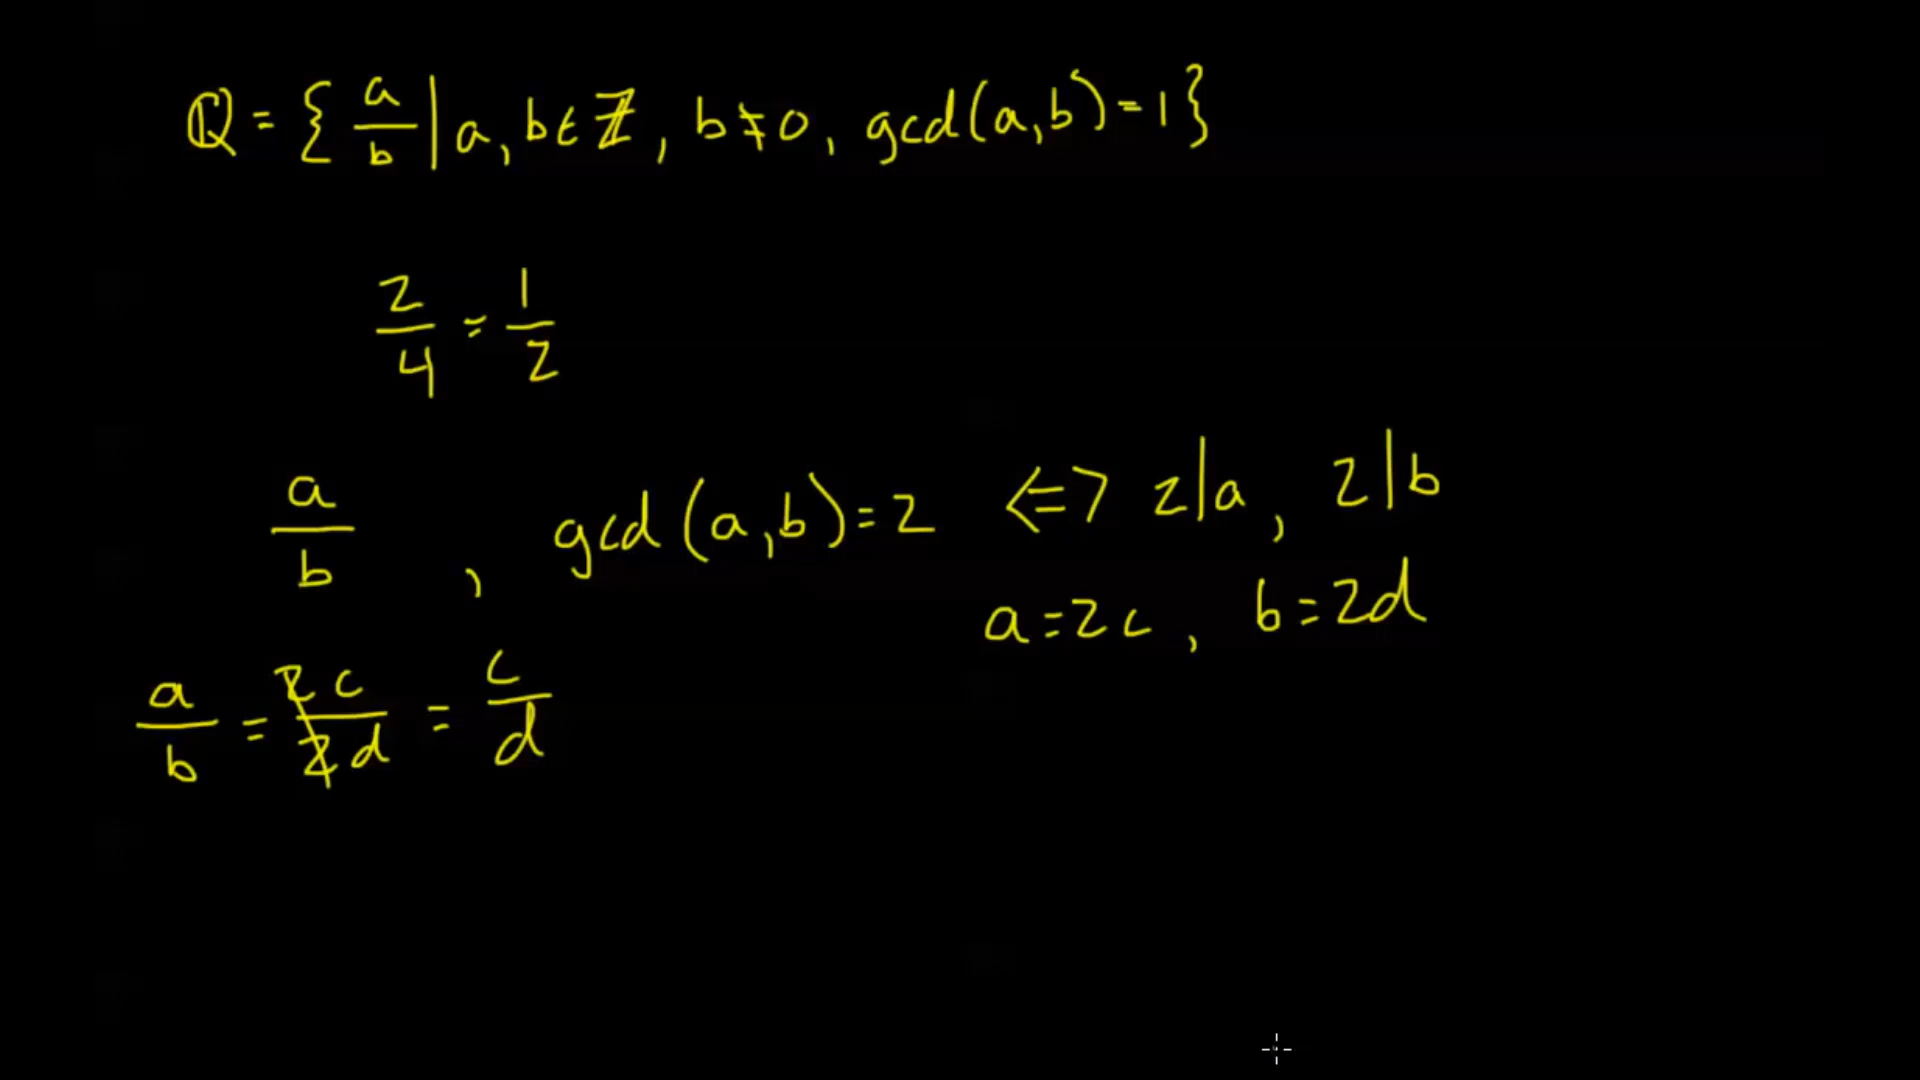 ℚ = { a/b | a, b ∈ ℤ, b ≠ 0, gcd(a,b) = 1 }
2/4 = 1/2
a/b , gcd(a,b) = 2 <=> 2|a , 2|b
a = 2c , b = 2d
a/b = 2c/2d = c/d